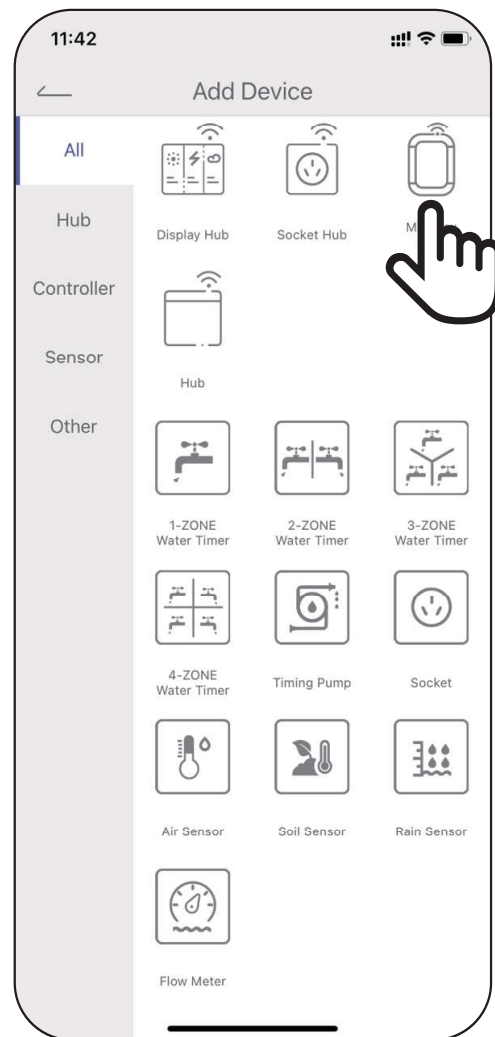 11:42
Add Device
All
Hub
Controller
Sensor
Other
Display Hub
Socket Hub
Hub
1-ZONE
Water Timer
2-ZONE
Water Timer
3-ZONE
Water Timer
4-ZONE
Water Timer
Timing Pump
Socket
Air Sensor
Soil Sensor
Rain Sensor
Flow Meter